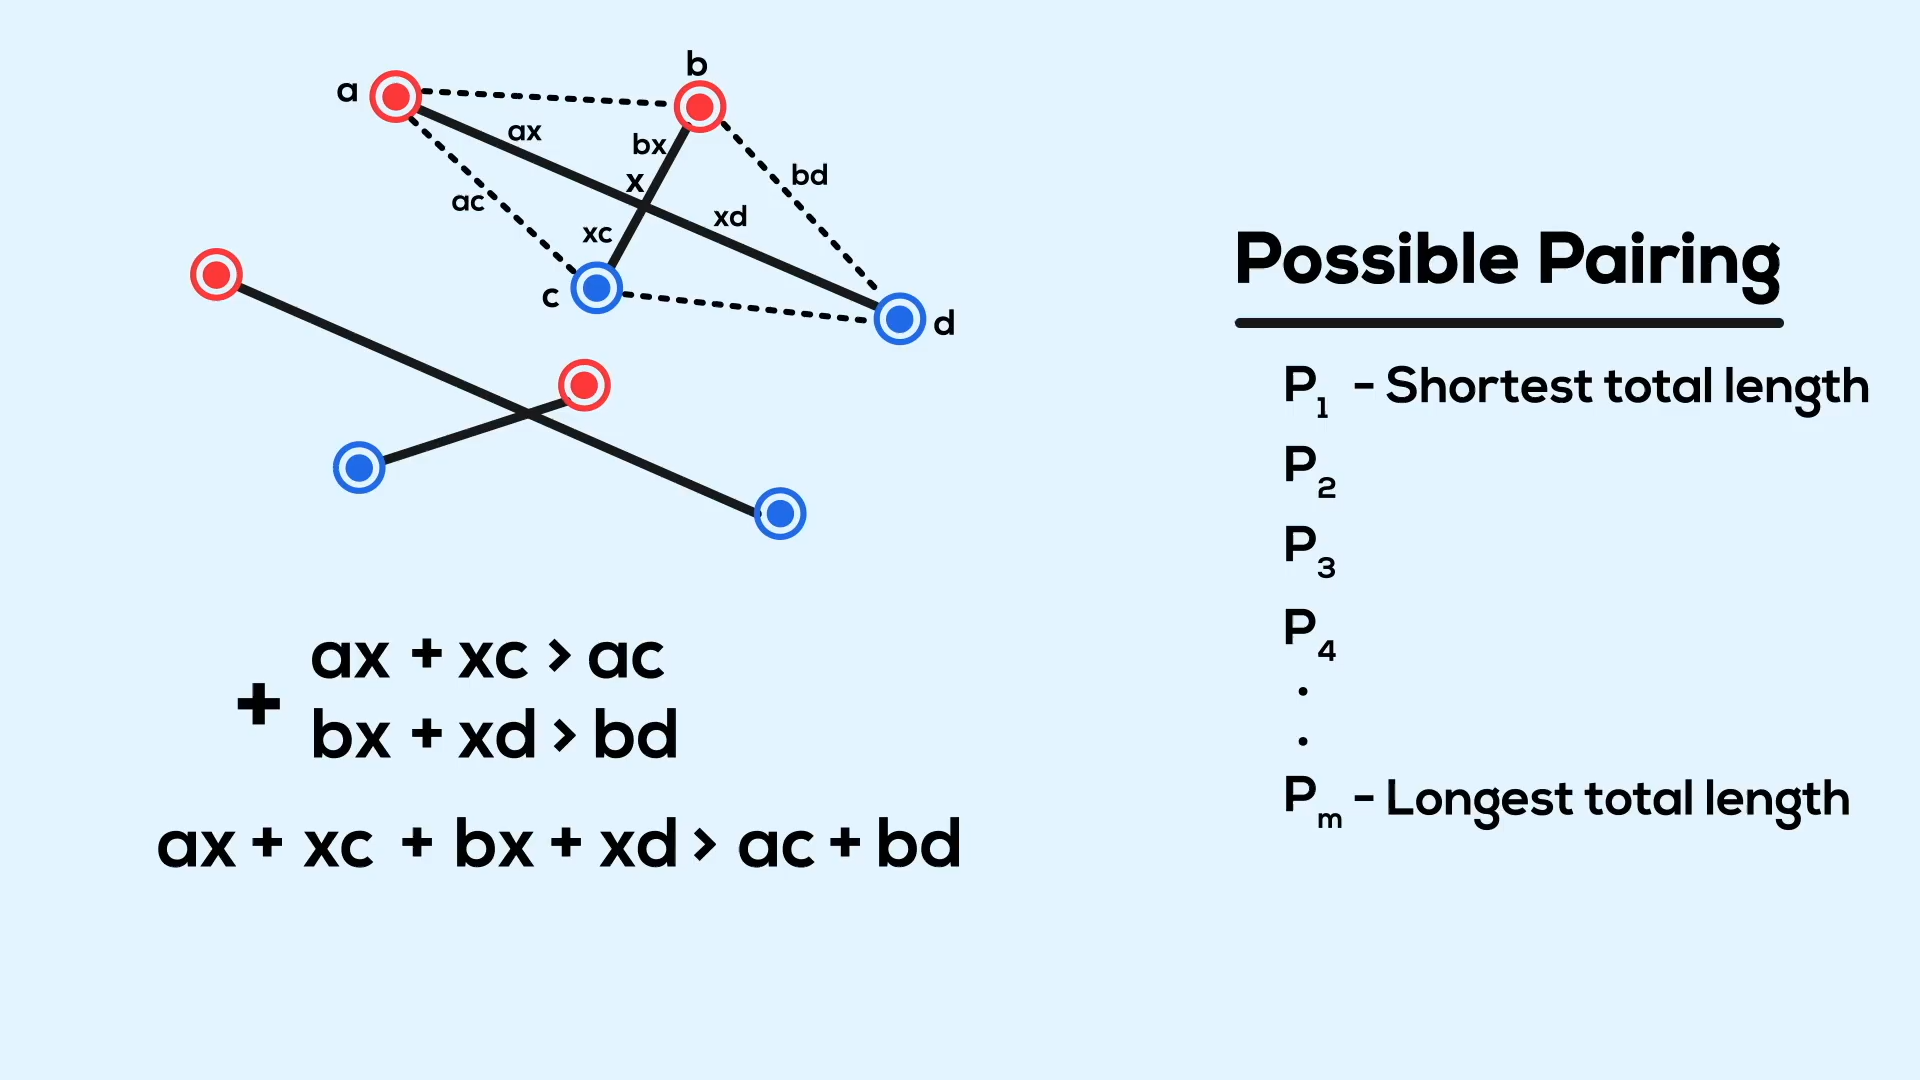 b
a
ax
bx
bd
x
ac
xd
xc
c
d
+
ax + xc > ac
bx + xd > bd
ax + xc + bx + xd > ac + bd
Possible Pairing
P1 - Shortest total length
P2
P3
P4
.
.
Pm - Longest total length